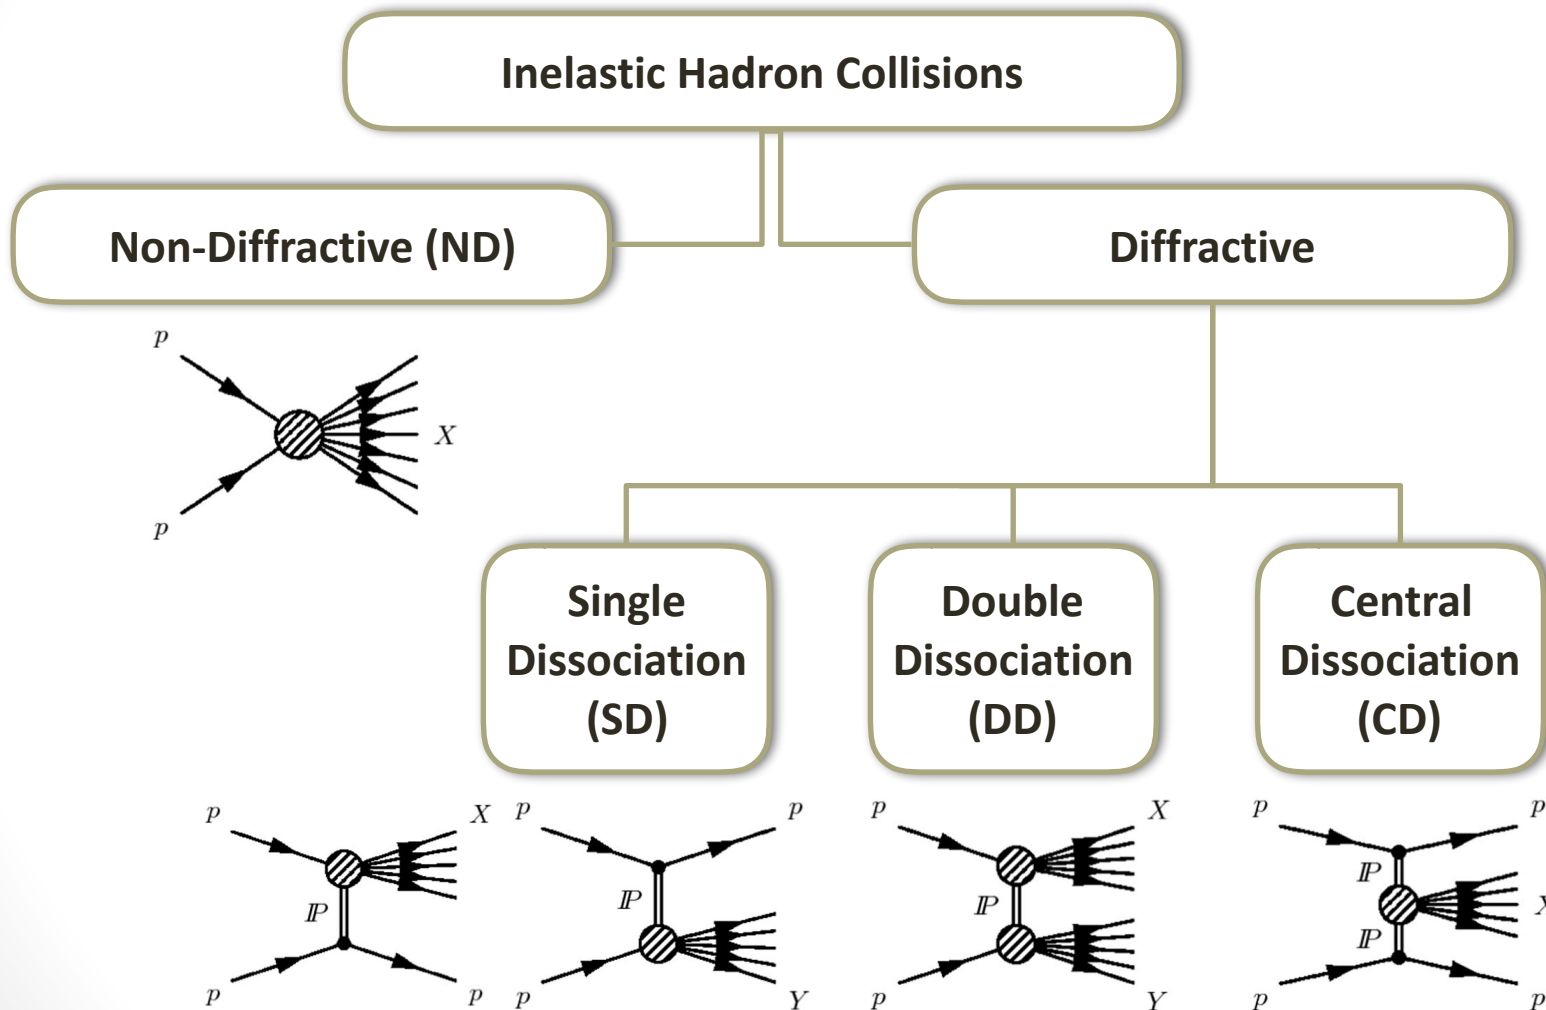 Inelastic Hadron Collisions
Non-Diffractive (ND)
Diffractive
p
X
p
Single
Dissociation
(SD)
Double
Dissociation
(DD)
Central
Dissociation
(CD)
p
X
IP
p
p
p
p
IP
p
Y
p
X
IP
p
Y
p
p
IP
X
IP
p
p